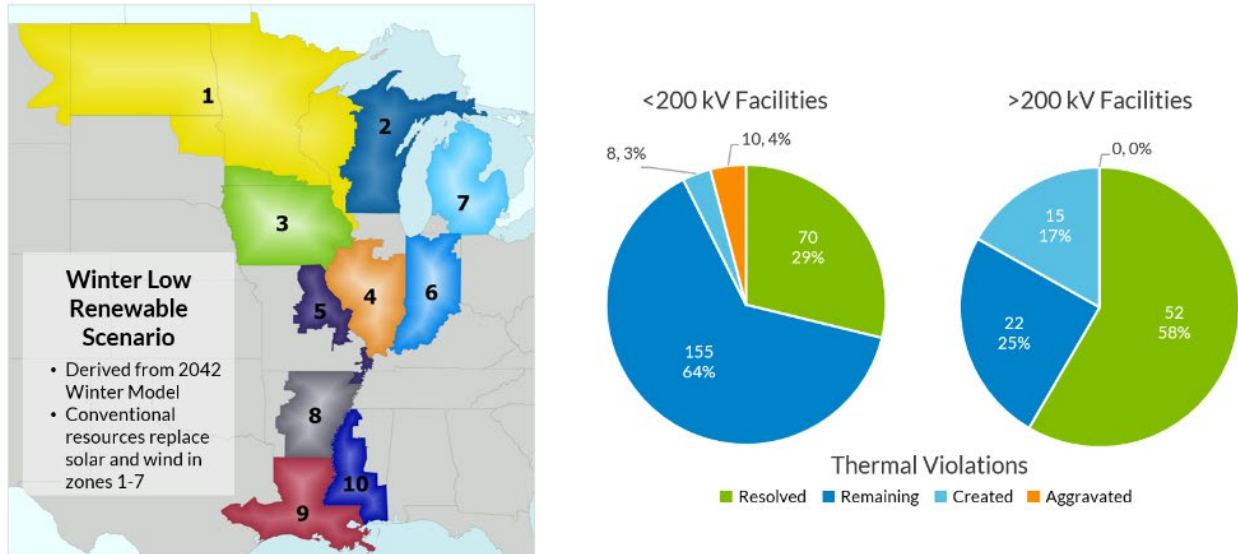 1
2
3
4
5
6
7
8
9
10
Winter Low
Renewable
Scenario
• Derived from 2042
Winter Model
• Conventional
resources replace
solar and wind in
zones 1-7
<200 kV Facilities
8, 3%
10, 4%
70
29%
155
64%
>200 kV Facilities
0, 0%
15
17%
22
25%
52
58%
Thermal Violations
Resolved Remaining Created Aggravated